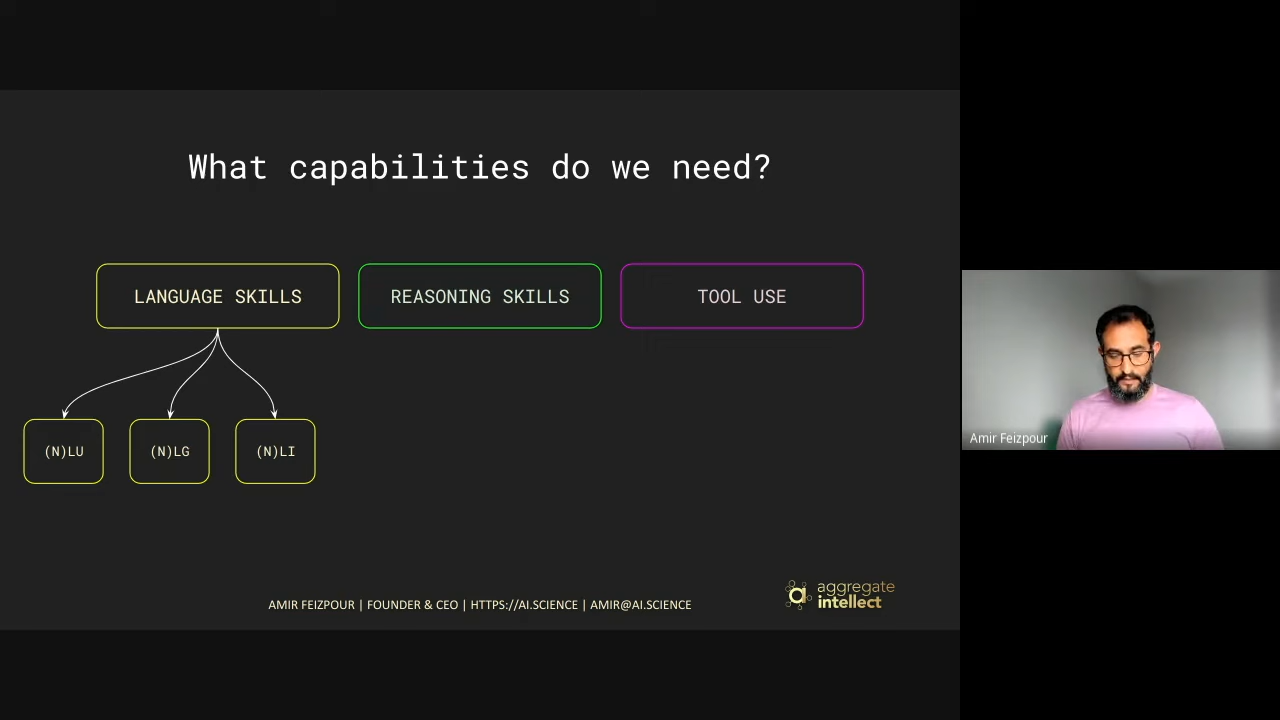 What capabilities do we need?
LANGUAGE SKILLS
REASONING SKILLS
TOOL USE
(N)LU
(N)LG
(N)LI
AMIR FEIZPOUR | FOUNDER & CEO | HTTPS://AI.SCIENCE | AMIR@AI.SCIENCE
aggregate
intellect
Amir Feizpour